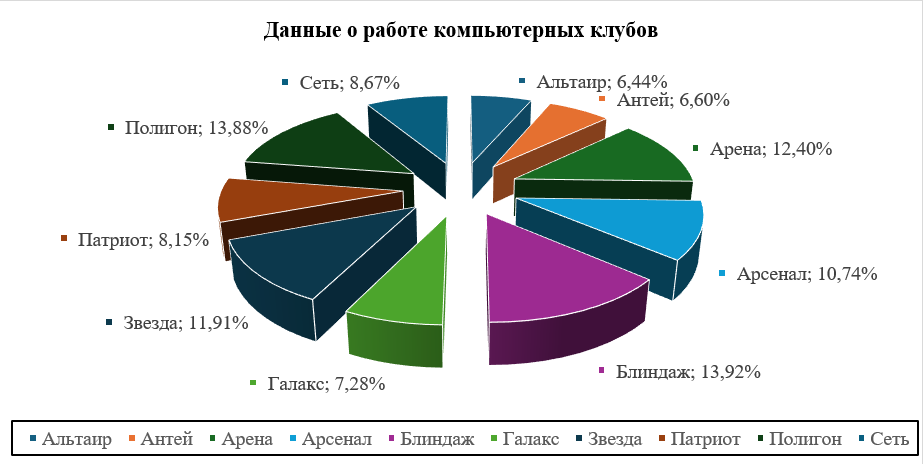 Данные о работе компьютерных клубов
Сеть; 8,67%
Альтаир; 6,44%
Антей; 6,60%
Полигон; 13,88%
Арена; 12,40%
Патриот; 8,15%
Арсенал; 10,74%
Звезда; 11,91%
Блиндаж; 13,92%
Галакс; 7,28%
Альтаир Антей Арена Арсенал Блиндаж Галакс Звезда Патриот Полигон Сеть